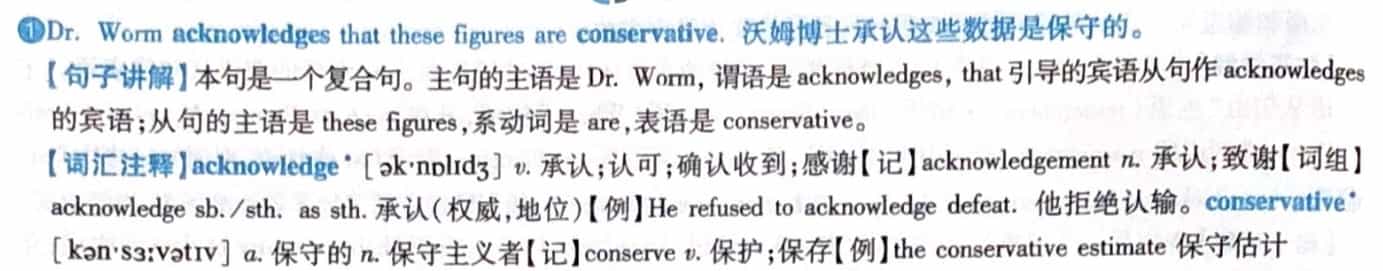 ①Dr. Worm acknowledges that these figures are conservative. 沃姆博士承认这些数据是保守的。
【句子讲解】本句是一个复合句。主句的主语是 Dr. Worm, 谓语是 acknowledges, that 引导的宾语从句作 acknowledges
的宾语;从句的主语是 these figures,系动词是 are,表语是 conservative。
【词汇注释】acknowledge * [ək'nɒlɪdʒ] v. 承认;认可;确认收到;感谢【记】acknowledgement n. 承认;致谢【词组】
acknowledge sb./sth. as sth. 承认(权威,地位)【例】He refused to acknowledge defeat. 他拒绝认输。conservative*
[kən'sɜːvətɪv] a. 保守的 n. 保守主义者【记】conserve v. 保护;保存【例】the conservative estimate 保守估计